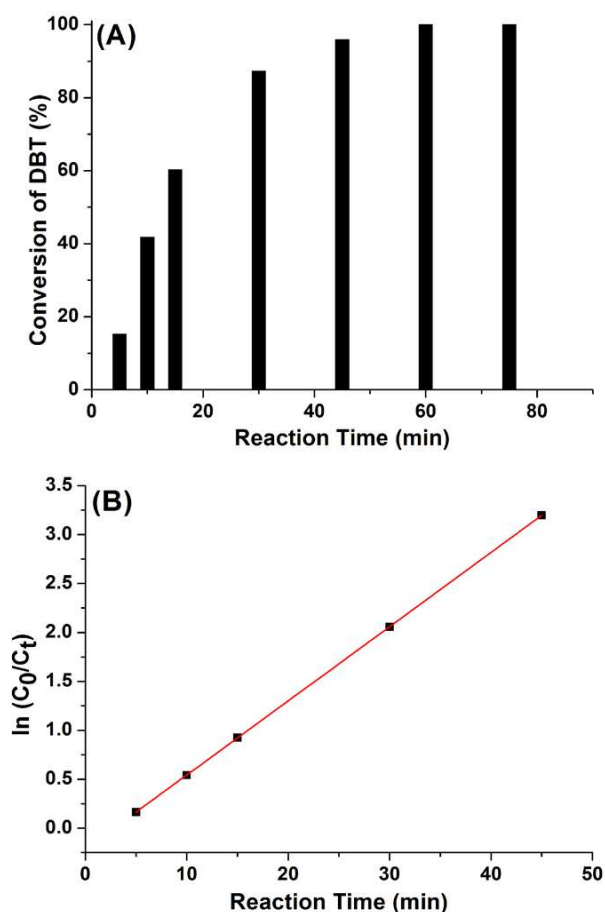 (A)
Conversion of DBT (%)
100
80
60
40
20
0
0 20 40 60 80
Reaction Time (min)
(B)
ln (C0/Ct)
3.5
3.0
2.5
2.0
1.5
1.0
0.5
0.0
0 10 20 30 40 50
Reaction Time (min)